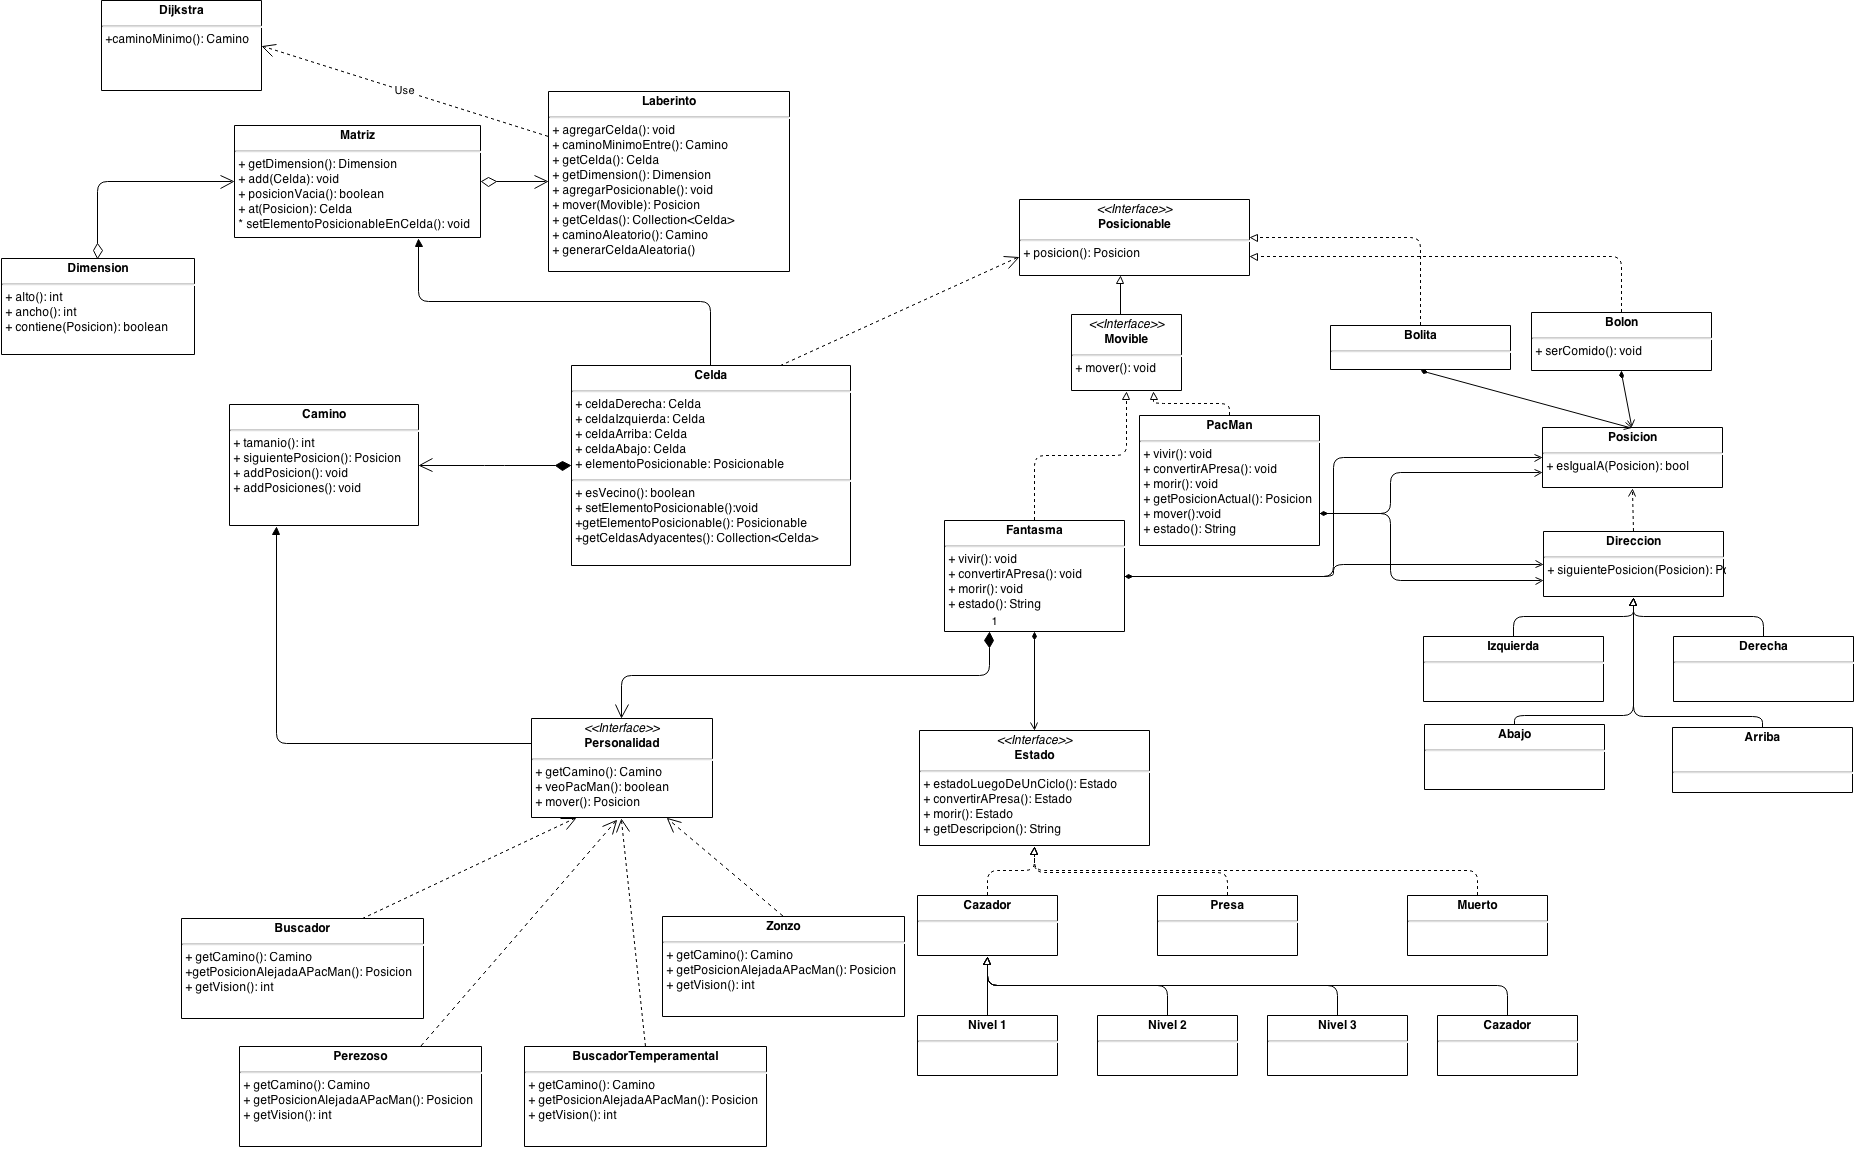 Dijkstra
+caminoMinimo(): Camino
Use
Laberinto
+ agregarCelda(): void
+ caminoMinimoEntre(): Camino
+ getCelda(): Celda
+ getDimension(): Dimension
+ agregarPosicionable(): void
+ mover(Movible): Posicion
+ getCeldas(): Collection<Celda>
+ caminoAleatorio(): Camino
+ generarCeldaAleatoria()
Matriz
+ getDimension(): Dimension
+ add(Celda): void
+ posicionVacia(): boolean
+ at(Posicion): Celda
* setElementoPosicionableEnCelda(): void
Dimension
+ alto(): int
+ ancho(): int
+ contiene(Posicion): boolean
<<Interface>>
Posicionable
+ posicion(): Posicion
<<Interface>>
Movible
+ mover(): void
Bolita
Bolon
+ serComido(): void
Celda
+ celdaDerecha: Celda
+ celdaIzquierda: Celda
+ celdaArriba: Celda
+ celdaAbajo: Celda
+ elementoPosicionable: Posicionable
+ esVecino(): boolean
+ setElementoPosicionable():void
+getElementoPosicionable(): Posicionable
+getCeldasAdyacentes(): Collection<Celda>
Camino
+ tamanio(): int
+ siguientePosicion(): Posicion
+ addPosicion(): void
+ addPosiciones(): void
PacMan
+ vivir(): void
+ convertirAPresa(): void
+ morir(): void
+ getPosicionActual(): Posicion
+ mover():void
+ estado(): String
Posicion
+ esIgualA(Posicion): bool
Fantasma
+ vivir(): void
+ convertirAPresa(): void
+ morir(): void
+ estado(): String
1
Direccion
+ siguientePosicion(Posicion): Po
Izquierda
Derecha
Abajo
Arriba
<<Interface>>
Personalidad
+ getCamino(): Camino
+ veoPacMan(): boolean
+ mover(): Posicion
<<Interface>>
Estado
+ estadoLuegoDeUnCiclo(): Estado
+ convertirAPresa(): Estado
+ morir(): Estado
+ getDescripcion(): String
Cazador
Presa
Muerto
Buscador
+ getCamino(): Camino
+getPosicionAlejadaAPacMan(): Posicion
+ getVision(): int
Zonzo
+ getCamino(): Camino
+ getPosicionAlejadaAPacMan(): Posicion
+ getVision(): int
Nivel 1
Nivel 2
Nivel 3
Cazador
Perezoso
+ getCamino(): Camino
+ getPosicionAlejadaAPacMan(): Posicion
+ getVision(): int
BuscadorTemperamental
+ getCamino(): Camino
+ getPosicionAlejadaAPacMan(): Posicion
+ getVision(): int